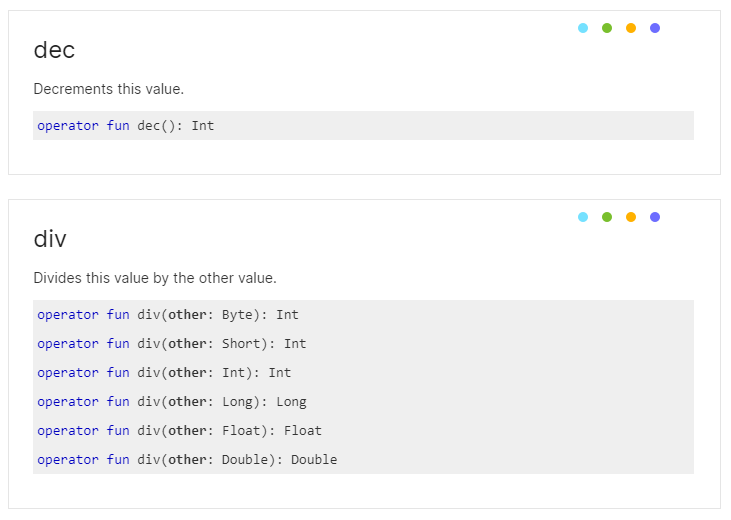 dec
Decrements this value.
operator fun dec(): Int
div
Divides this value by the other value.
operator fun div(other: Byte): Int
operator fun div(other: Short): Int
operator fun div(other: Int): Int
operator fun div(other: Long): Long
operator fun div(other: Float): Float
operator fun div(other: Double): Double